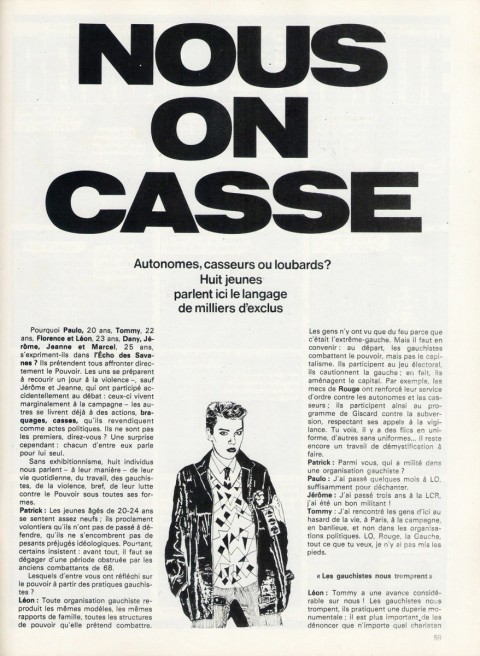 NOUS
ON
CASSE
Autonomes, casseurs ou loubards?
Huit jeunes
parlent ici le langage
de milliers d'exclus
Pourquoi Paulo, 20 ans, Tommy, 22
ans, Florence et Léon, 23 ans, Dany, Jé-
rôme, Jeanne et Marcel, 25 ans,
s'expriment-ils dans l'Écho des Sava-
nes ? Ils prétendent tous affronter direc-
tement le Pouvoir. Les uns se préparent
à recourir un jour à la violence –, sauf
Jérôme et Jeanne, qui ont participé ac-
cidentellement au débat : ceux-ci vivent
marginalement à la campagne – les au-
tres se livrent déjà à des actions, bra-
quages, casses, qu'ils revendiquent
comme actes politiques. Ils ne sont pas
les premiers, direz-vous ? Une surprise
cependant : chacun d'entre eux parle
pour lui seul.
Sans exhibitionnisme, huit individus
nous parlent – à leur manière – de leur
vie quotidienne, du travail, des gauchis-
tes, de la violence, bref, de leur lutte
contre le Pouvoir sous toutes ses for-
mes.
Patrick : Les jeunes âgés de 20-24 ans
se sentent assez neufs ; ils proclament
volontiers qu'ils n'ont pas de passé à dé-
fendre, qu'ils ne s'encombrent pas de
pesants préjugés idéologiques. Pourtant,
certains insistent : avant tout, il faut se
dégager d'une période obstruée par les
anciens combattants de 68.
Lesquels d'entre vous ont réfléchi sur
le pouvoir à partir des pratiques gauchis-
tes ?
Léon : Toute organisation gauchiste re-
produit les mêmes modèles, les mêmes
rapports de famille, toutes les structures
de pouvoir qu'elle prétend combattre.
Les gens n'y ont vu que du feu parce que
c'était l'extrême-gauche. Mais il faut en
convenir : au départ, les gauchistes
combattent le pouvoir, mais pas le capi-
talisme. Ils participent au jeu électoral,
ils cautionnent la gauche ; en fait, ils
aménagent le capital. Par exemple, les
mecs de Rouge ont renforcé leur service
d'ordre contre les autonomes et les cas-
seurs ; ils participent ainsi au pro-
gramme de Giscard contre la subver-
sion, respectant ses appels à la vigi-
lance. Tu vois, il y a des flics en uni-
forme, d'autres sans uniformes... il reste
encore un travail de démystification à
faire.
Patrick : Parmi vous, qui a milité dans
une organisation gauchiste ?
Paulo : J'ai passé quelques mois à LO,
suffisamment pour déchanter.
Jérôme : J'ai passé trois ans à la LCR,
j'ai été un bon militant !
Tommy : J'ai rencontré les gens d'ici au
hasard de la vie, à Paris, à la campagne,
en banlieue, et non dans les organisa-
tions politiques. LO, Rouge, la Gauche,
tout ce que tu veux, je n'y ai pas mis les
pieds.
« Les gauchistes nous trompent »
Léon : Tommy a une avance considé-
rable sur nous ! Les gauchistes nous
trompent, ils pratiquent une duperie mo-
numentale ; il est plus important de les
dénoncer que n'importe quel charlatan